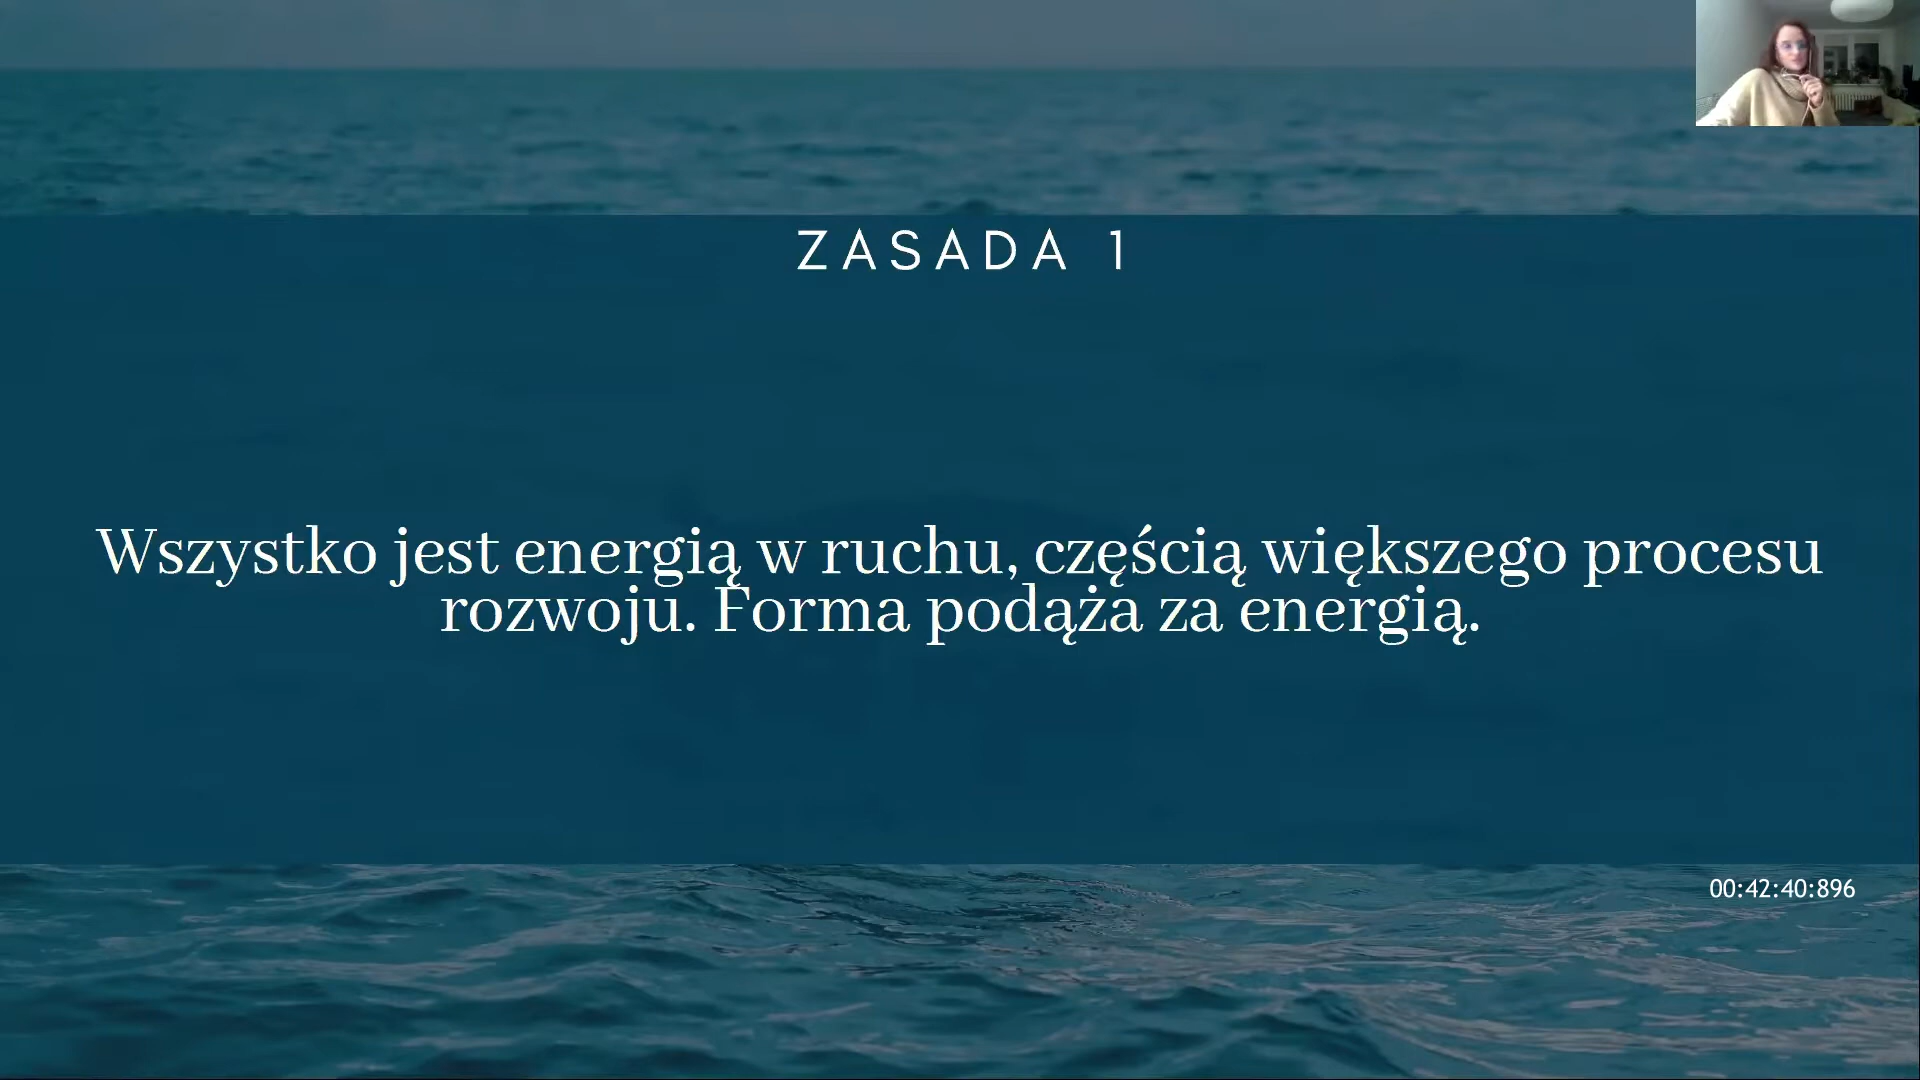 ZASADA 1
Wszystko jest energią w ruchu, częścią większego procesu
rozwoju. Forma podąża za energią.
00:42:40:896